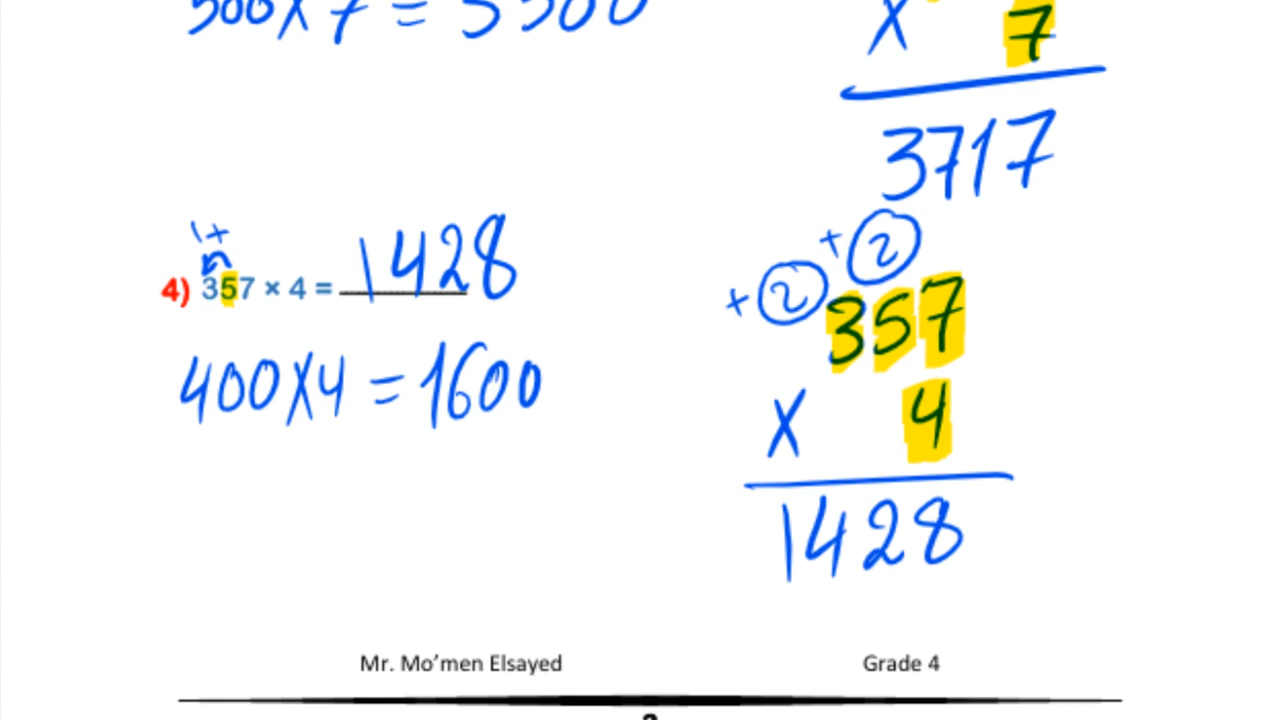 500 X 7 = 3500
X 7
3717
1+
4) 357 × 4 = 1428
400 X 4 = 1600
+ 2
+ 2
357
X 4
1428
Mr. Mo’men Elsayed Grade 4